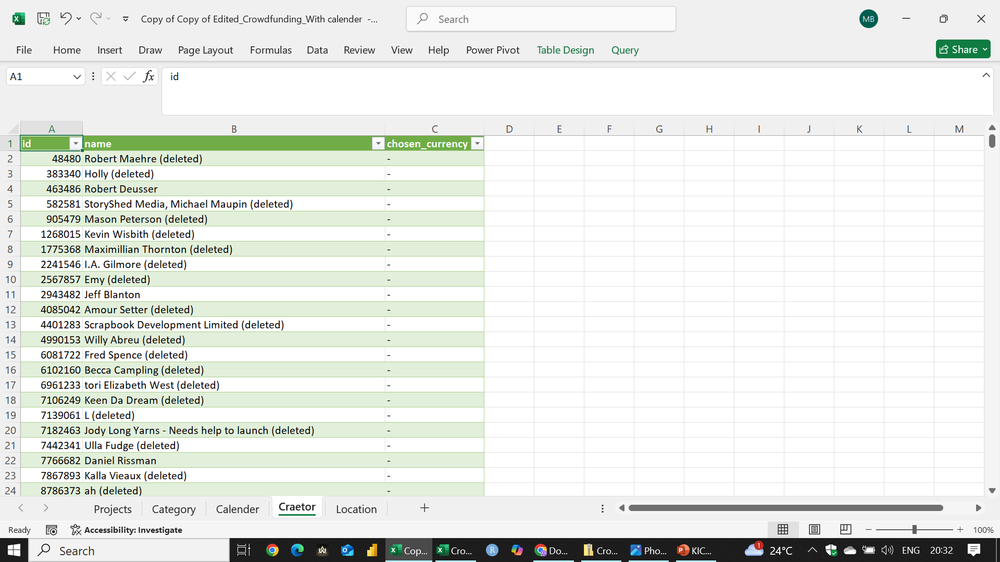 Copy of Copy of Edited_Crowdfunding_With calender -...
Search
MB
File Home Insert Draw Page Layout Formulas Data Review View Help Power Pivot Table Design Query
Share
A1
fx
id
A B C D E F G H I J K L M
1 id name chosen_currency
2 48480 Robert Maehre (deleted) -
3 383340 Holly (deleted) -
4 463486 Robert Deusser -
5 582581 StoryShed Media, Michael Maupin (deleted) -
6 905479 Mason Peterson (deleted) -
7 1268015 Kevin Wisbith (deleted) -
8 1775368 Maximillian Thornton (deleted) -
9 2241546 I.A. Gilmore (deleted) -
10 2567857 Emy (deleted) -
11 2943482 Jeff Blanton -
12 4085042 Amour Setter (deleted) -
13 4401283 Scrapbook Development Limited (deleted) -
14 4990153 Willy Abreu (deleted) -
15 6081722 Fred Spence (deleted) -
16 6102160 Becca Campling (deleted) -
17 6961233 tori Elizabeth West (deleted) -
18 7106249 Keen Da Dream (deleted) -
19 7139061 L (deleted) -
20 7182463 Jody Long Yarns - Needs help to launch (deleted) -
21 7442341 Ulla Fudge (deleted) -
22 7766682 Daniel Rissman -
23 7867893 Kalla Vieaux (deleted) -
24 8786373 ah (deleted) -
Projects Category Calender Craetor Location
Ready Accessibility: Investigate 100%
Search Cop... Cro... R Do... Cro... Pho... KIC... 1 24°C ENG 20:32